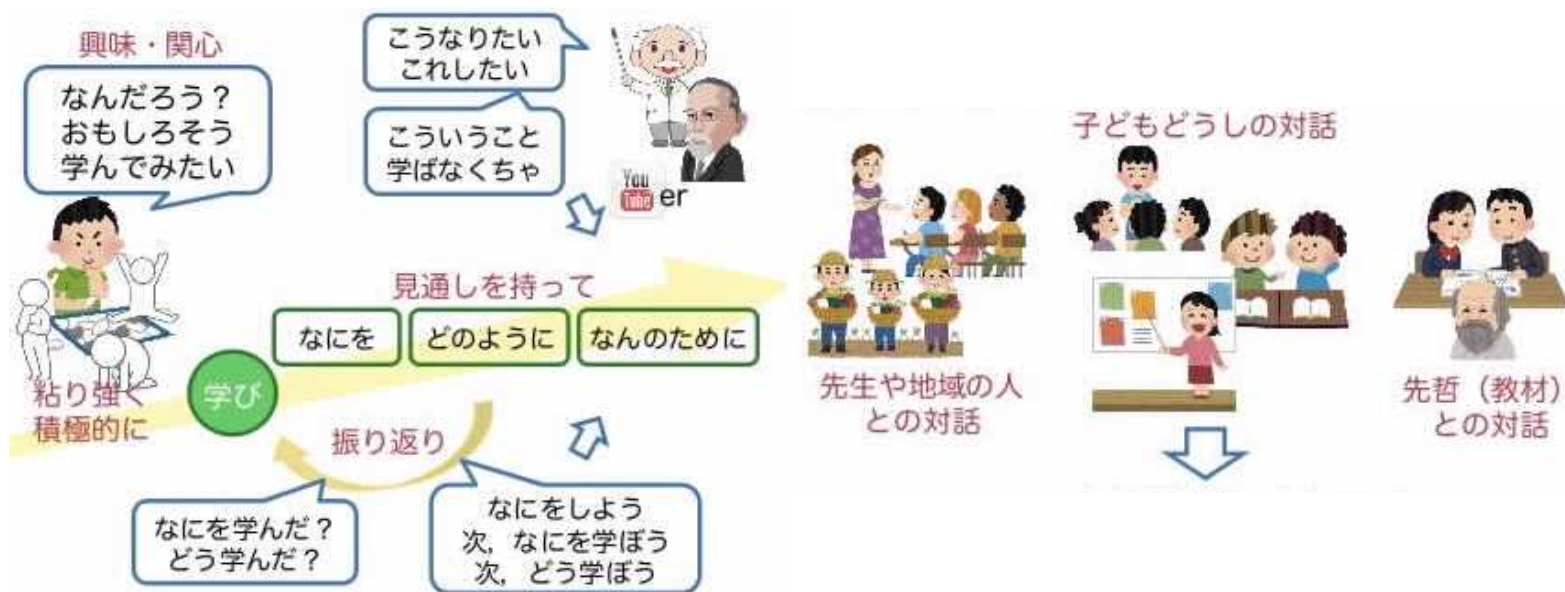 興味・関心
なんだろう？
おもしろそう
学んでみたい
こうなりたい
これしたい
こういうこと
学ばなくちゃ
You
Tube er
見通しを持って
なにを
どのように
なんのために
学び
粘り強く
積極的に
振り返り
なにを学んだ？
どう学んだ？
なにをしよう
次，なにを学ぼう
次，どう学ぼう
子どもどうしの対話
先生や地域の人
との対話
先哲（教材）
との対話